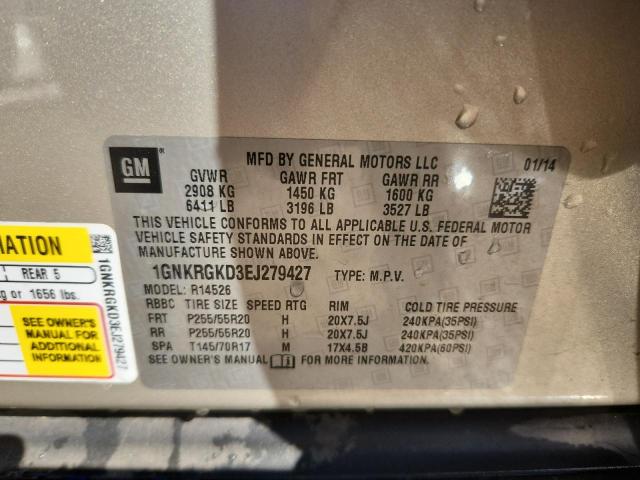 GM
MFD BY GENERAL MOTORS LLC 01/14
GVWR GAWR FRT GAWR RR
2908 KG 1450 KG 1600 KG
6411 LB 3196 LB 3527 LB
THIS VEHICLE CONFORMS TO ALL APPLICABLE U.S. FEDERAL MOTOR
VEHICLE SAFETY STANDARDS IN EFFECT ON THE DATE OF
MANUFACTURE SHOWN ABOVE.
1GNKRGKD3EJ279427 TYPE: M.P.V.
MODEL: R14526
RBBC TIRE SIZE SPEED RTG RIM COLD TIRE PRESSURE
FRT P255/55R20 H 20X7.5J 240KPA(35PSI)
RR P255/55R20 H 20X7.5J 240KPA(35PSI)
SPA T145/70R17 M 17X4.5B 420KPA(60PSI)
SEE OWNER'S MANUAL FOR MORE INFORMATION.
REAR 5
or 1656 lbs.
SEE OWNER'S
MANUAL FOR
ADDITIONAL
INFORMATION
1GNKRGKD3EJ279427